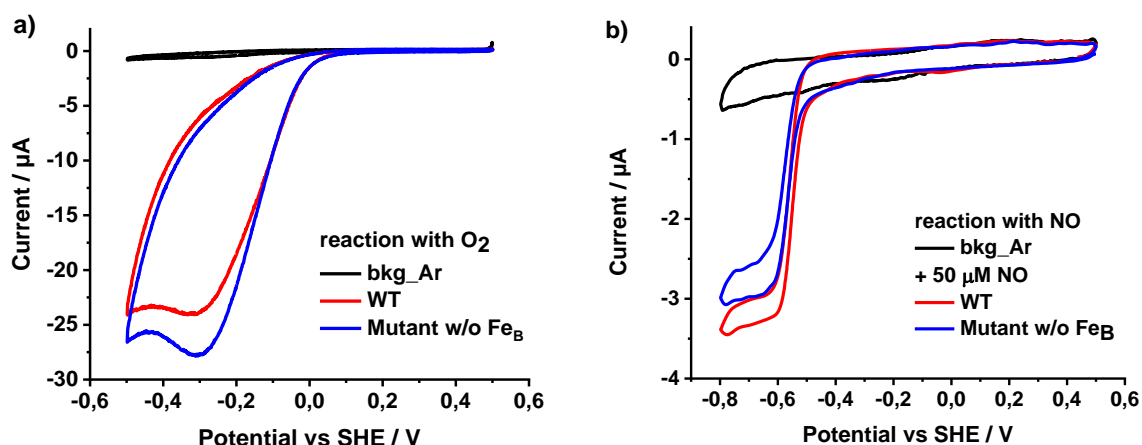 a)
0
-5
-10
-15
-20
-25
-30
Current / µA
reaction with O2
bkg_Ar
WT
Mutant w/o FeB
-0,6 -0,4 -0,2 0,0 0,2 0,4 0,6
Potential vs SHE / V
b)
0
-1
-2
-3
-4
Current / µA
reaction with NO
bkg_Ar
+ 50 µM NO
WT
Mutant w/o FeB
-0,8 -0,6 -0,4 -0,2 0,0 0,2 0,4 0,6
Potential vs SHE / V